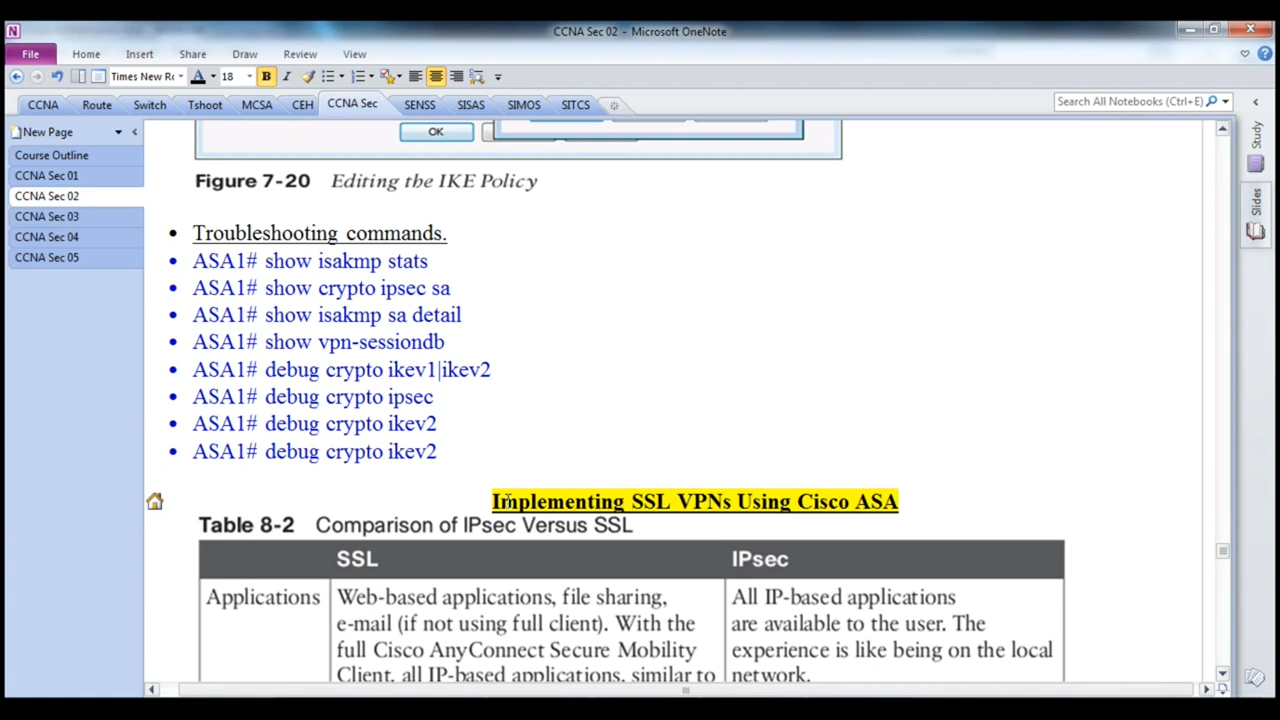 CCNA Sec 02 - Microsoft OneNote
File Home Insert Share Draw Review View
Times New Ro 18 B I
CCNA Route Switch Tshoot MCSA CEH CCNA Sec SENSS SISAS SIMOS SITCS Search All Notebooks (Ctrl+E)
New Page
Course Outline
CCNA Sec 01
CCNA Sec 02
CCNA Sec 03
CCNA Sec 04
CCNA Sec 05
Study
Slides
OK
Figure 7-20 Editing the IKE Policy
• Troubleshooting commands.
• ASA1# show isakmp stats
• ASA1# show crypto ipsec sa
• ASA1# show isakmp sa detail
• ASA1# show vpn-sessiondb
• ASA1# debug crypto ikev1|ikev2
• ASA1# debug crypto ipsec
• ASA1# debug crypto ikev2
• ASA1# debug crypto ikev2
Implementing SSL VPNs Using Cisco ASA
Table 8-2 Comparison of IPsec Versus SSL
SSL IPsec
Applications Web-based applications, file sharing, All IP-based applications
e-mail (if not using full client). With the are available to the user. The
full Cisco AnyConnect Secure Mobility experience is like being on the local
Client, all IP-based applications, similar to network.